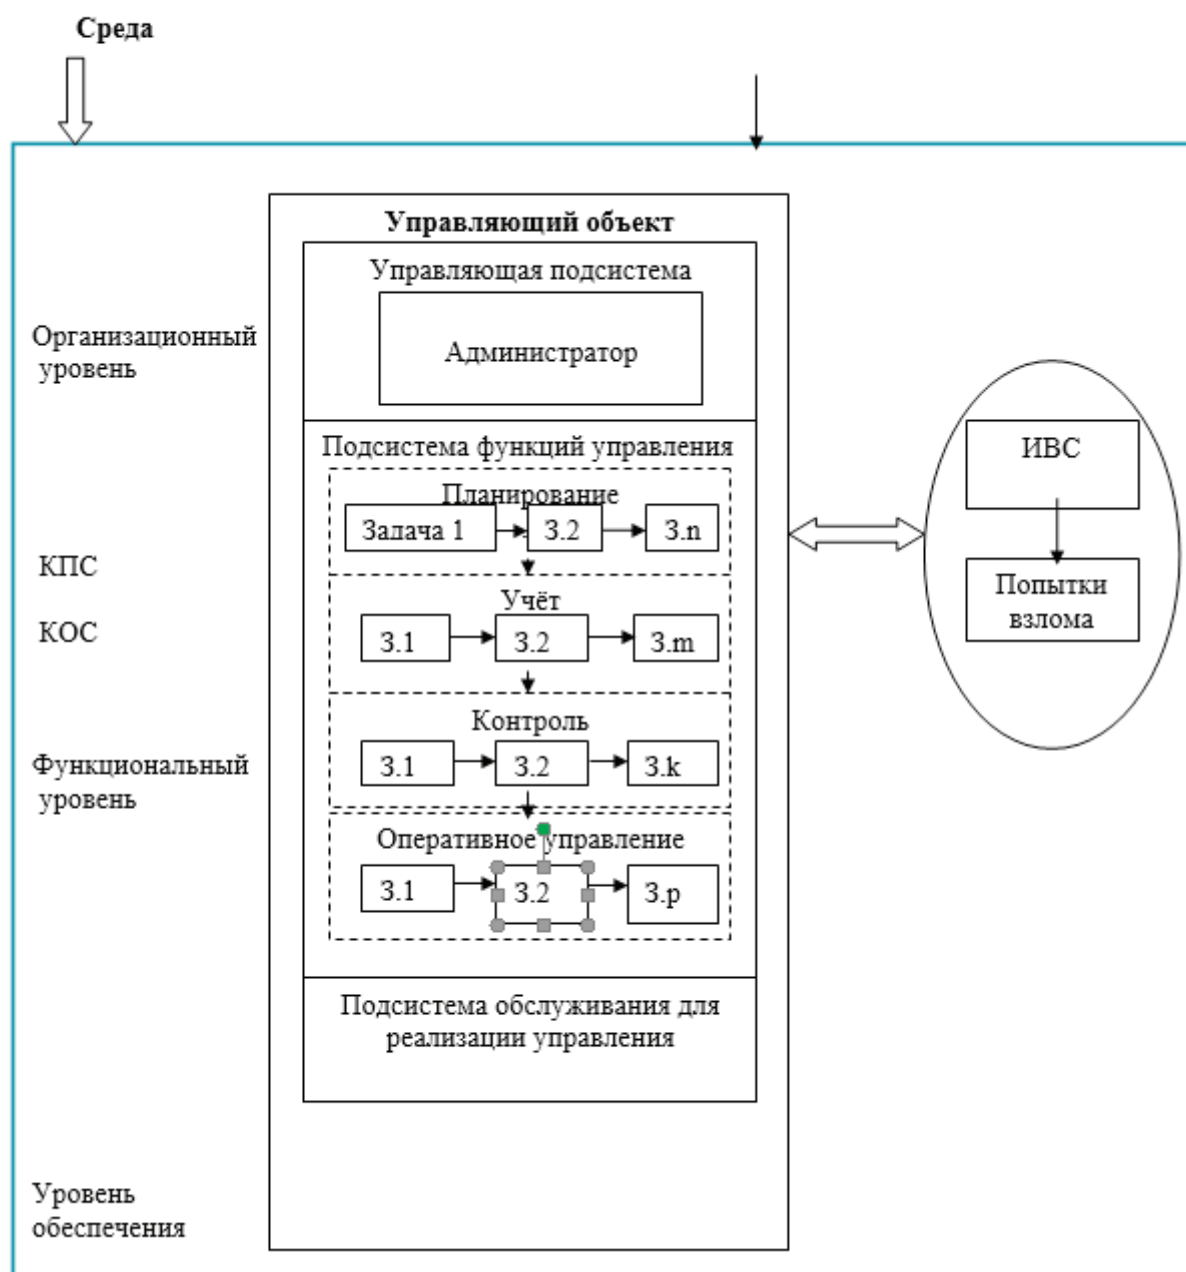 Среда
Управляющий объект
Управляющая подсистема
Администратор
Организационный
уровень
Подсистема функций управления
Планирование
Задача 1
З.2
З.n
КПС
Учёт
КОС
З.1
З.2
З.m
Контроль
З.1
З.2
З.k
Функциональный
уровень
Оперативное управление
З.1
З.2
З.p
Подсистема обслуживания для
реализации управления
Уровень
обеспечения
ИВС
Попытки
взлома